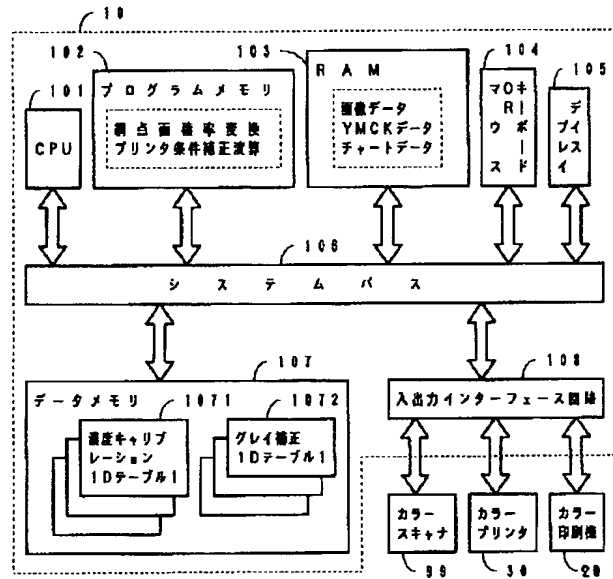 10
102
103
104
105
101
CPU
プログラムメモリ
網点面積率変換
プリンタ条件補正演算
RAM
画像データ
YMCKデータ
チャートデータ
キーボード
OR
マウス
ディスプレイ
106
システムバス
107
108
データメモリ
1071
1072
濃度キャリブ
レーション
1Dテーブル1
グレイ補正
1Dテーブル1
入出力インターフェース回路
カラー
スキャナ
カラー
プリンタ
カラー
印刷機
99
30
20